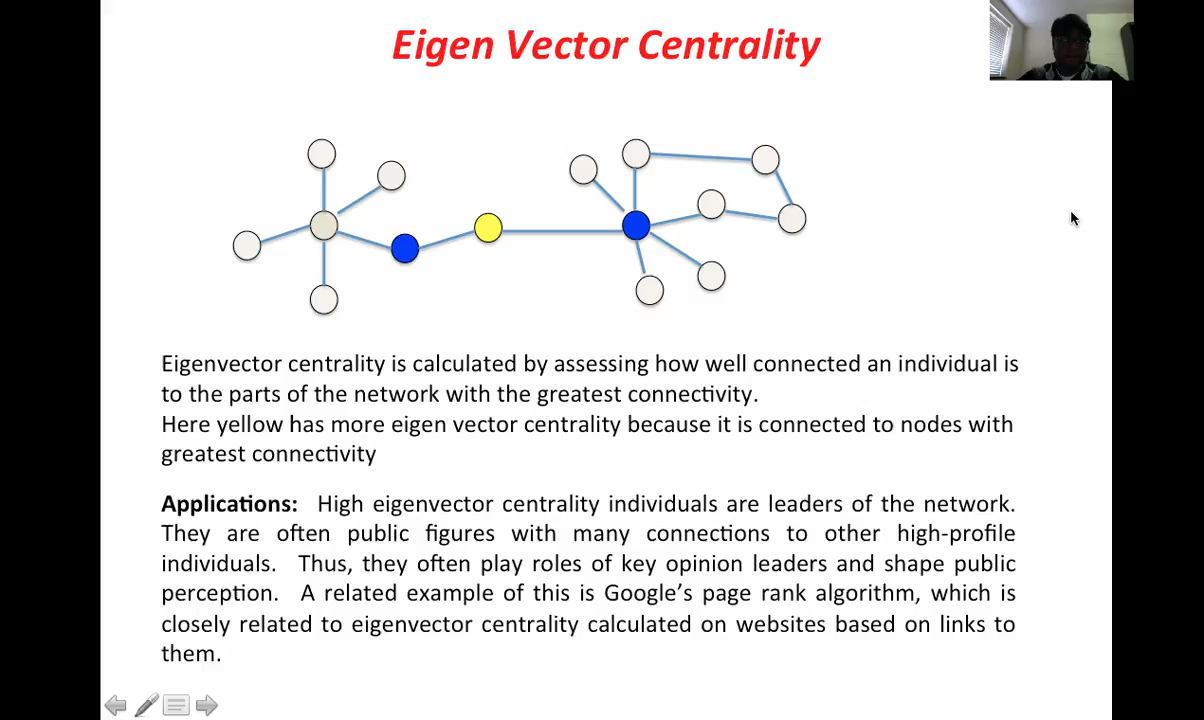 Eigen Vector Centrality
Eigenvector centrality is calculated by assessing how well connected an individual is
to the parts of the network with the greatest connectivity.
Here yellow has more eigen vector centrality because it is connected to nodes with
greatest connectivity
Applications: High eigenvector centrality individuals are leaders of the network.
They are often public figures with many connections to other high-profile
individuals. Thus, they often play roles of key opinion leaders and shape public
perception. A related example of this is Google's page rank algorithm, which is
closely related to eigenvector centrality calculated on websites based on links to
them.